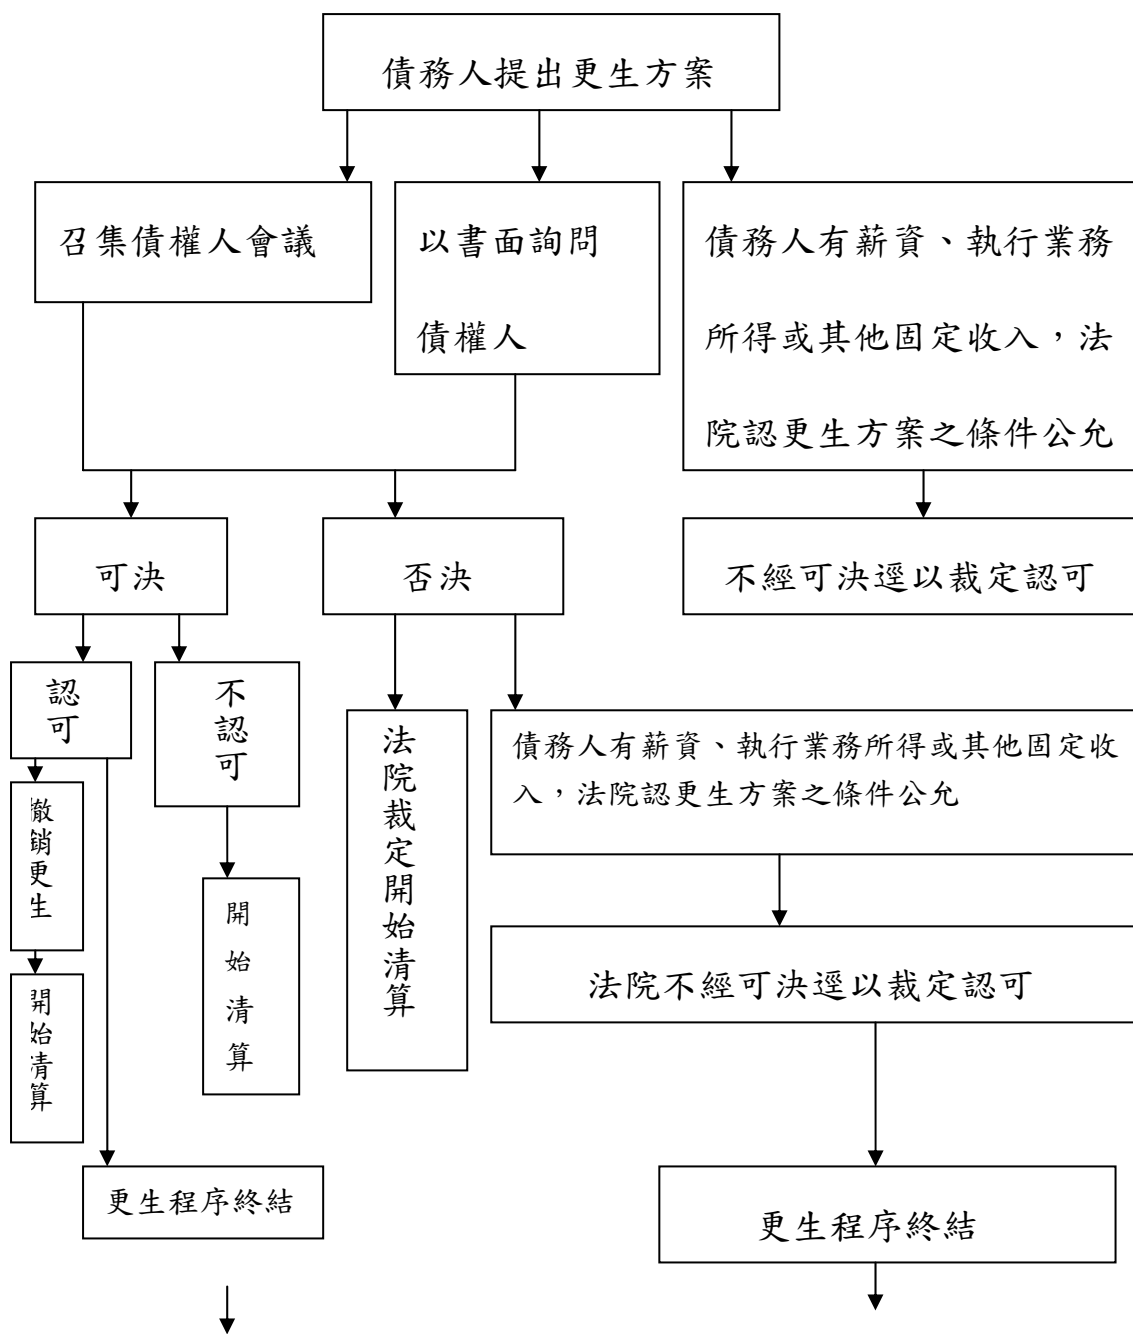 債務人提出更生方案
召集債權人會議
以書面詢問
債權人
債務人有薪資、執行業務
所得或其他固定收入，法
院認更生方案之條件公允
可決
否決
不經可決逕以裁定認可
認可
不認可
法院裁定開始清算
債務人有薪資、執行業務所得或其他固定收
入，法院認更生方案之條件公允
撤銷更生
開始清算
法院不經可決逕以裁定認可
開始清算
更生程序終結
更生程序終結